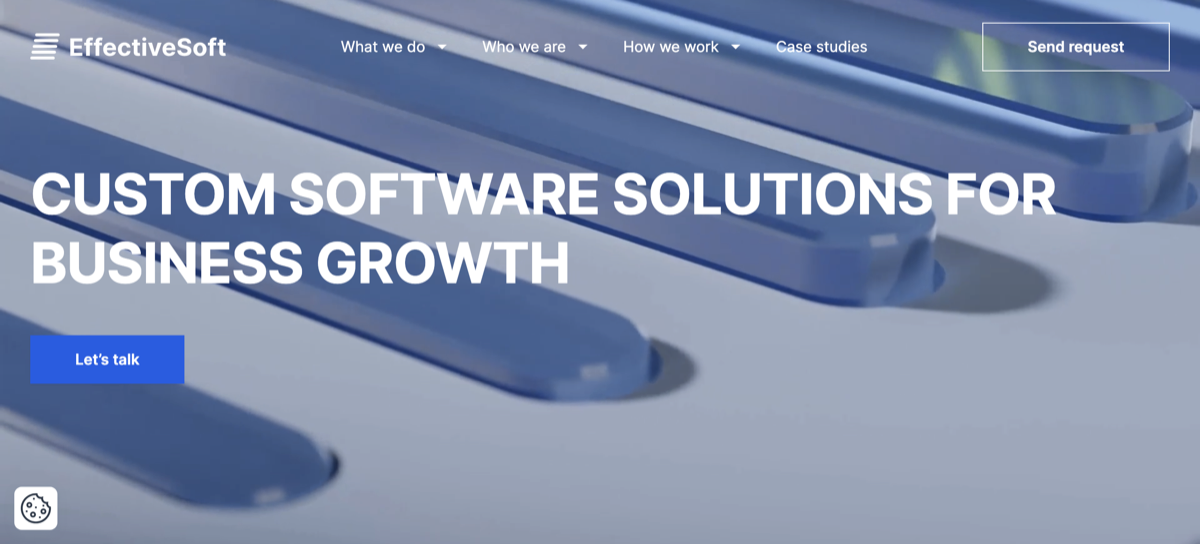 EffectiveSoft
What we do
Who we are
How we work
Case studies
Send request
CUSTOM SOFTWARE SOLUTIONS FOR
BUSINESS GROWTH
Let's talk